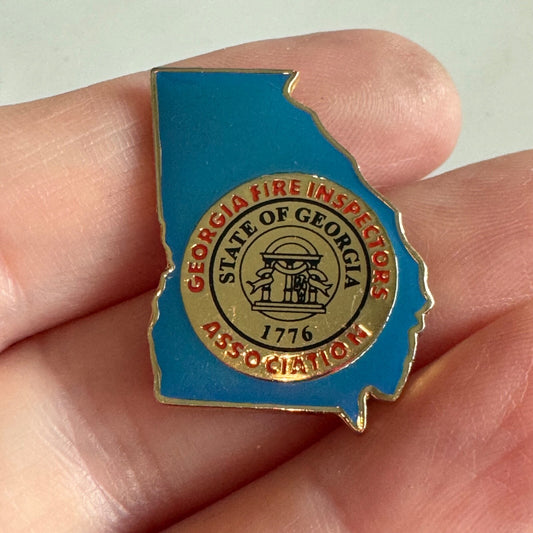 GEORGIA FIRE INSPECTORS
ASSOCIATION
STATE OF GEORGIA
1776